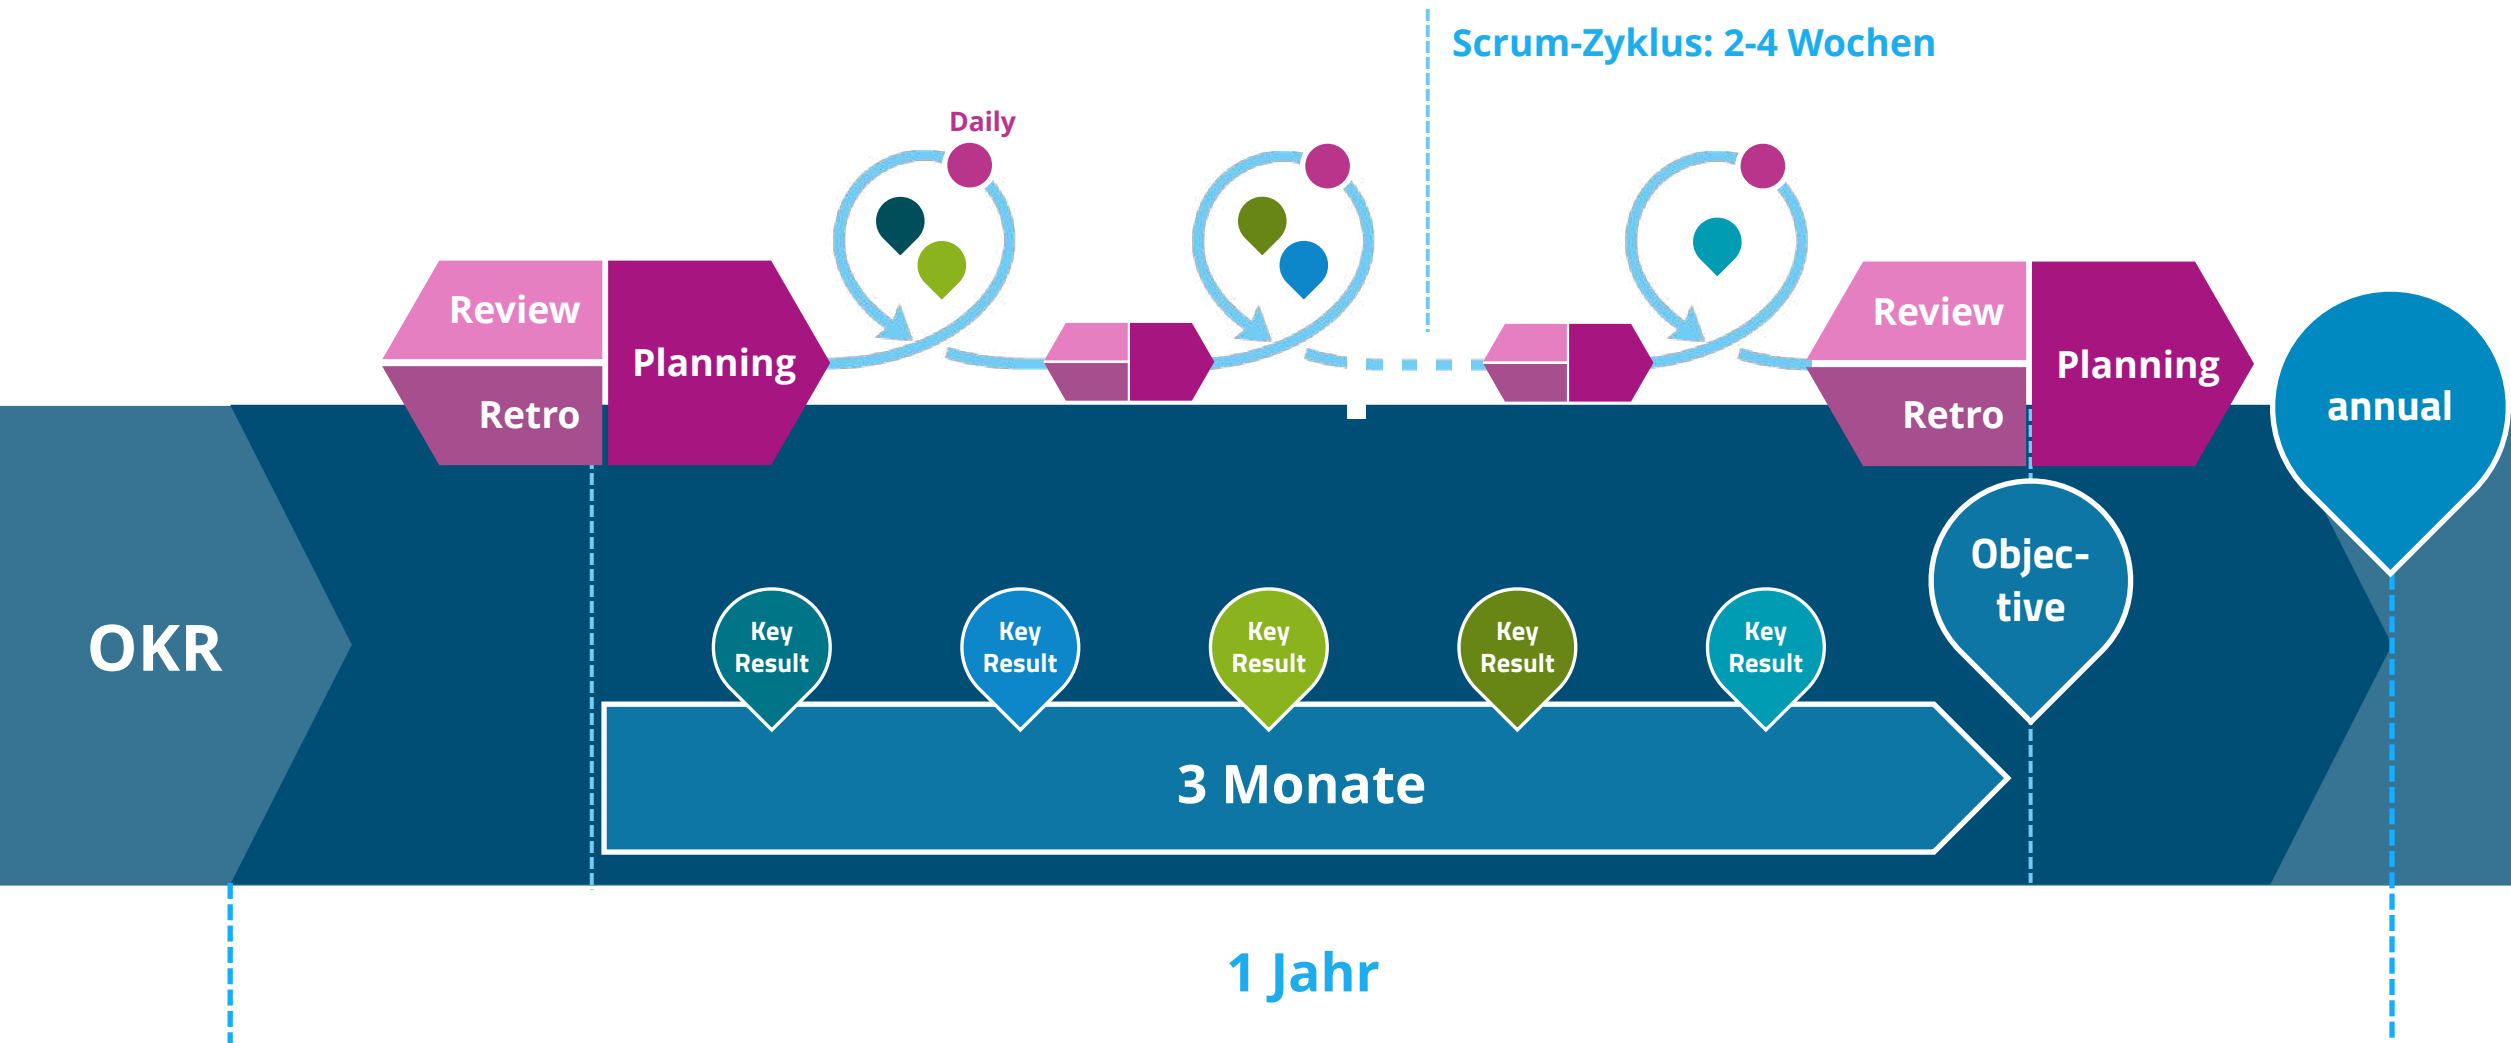 Scrum-Zyklus: 2-4 Wochen
Daily
Review
Planning
Retro
Review
Planning
Retro
annual
OKR
Objec-
tive
Key
Result
Key
Result
Key
Result
Key
Result
Key
Result
3 Monate
1 Jahr